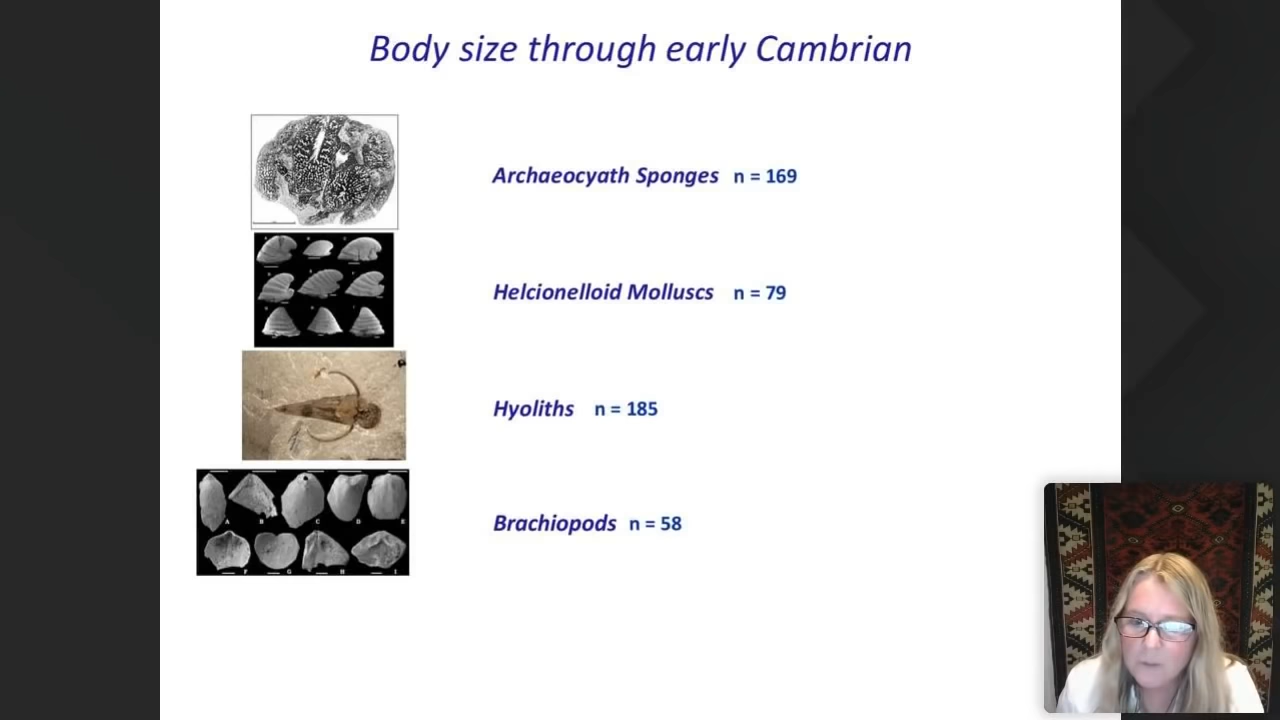 Body size through early Cambrian
Archaeocyath Sponges n = 169
Helcionelloid Molluscs n = 79
Hyoliths n = 185
Brachiopods n = 58
A B C D E
F G H I